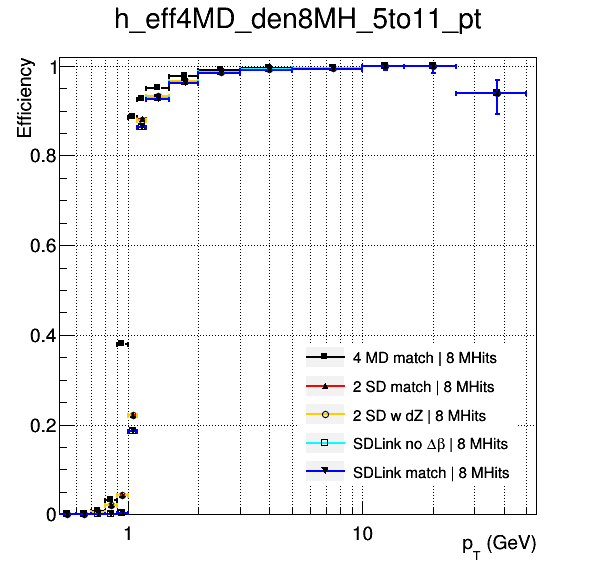 h_eff4MD_den8MH_5to11_pt
Efficiency
1
0.8
0.6
0.4
0.2
0
4 MD match | 8 MHits
2 SD match | 8 MHits
2 SD w dZ | 8 MHits
SDLink no Δβ | 8 MHits
SDLink match | 8 MHits
1
10
p_T (GeV)